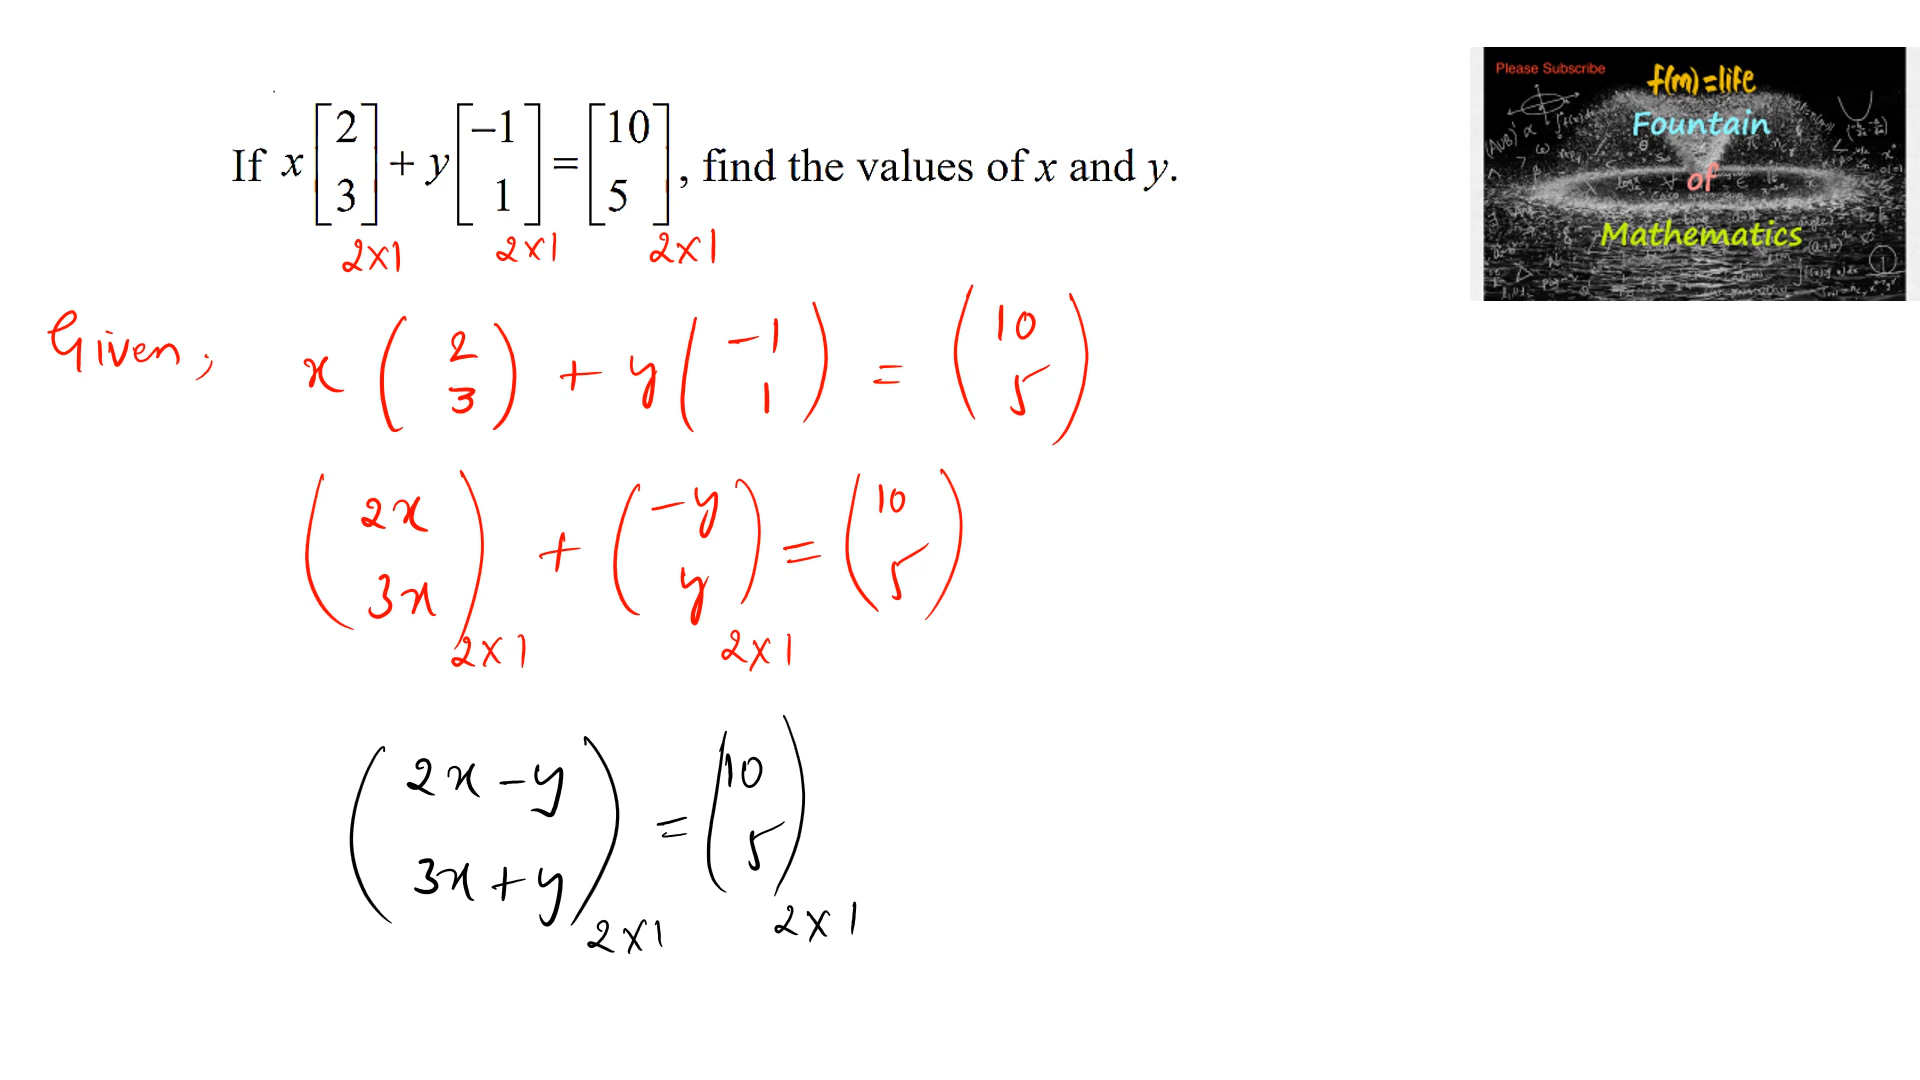 If x [2 3] + y [−1 1] = [10 5], find the values of x and y.
2x1 2x1 2x1
Given, x (2 3) + y (-1 1) = (10 5)
(2x 3x) 2x1 + (-y y) 2x1 = (10 5)
(2x-y 3x+y) 2x1 = (10 5) 2x1
Please Subscribe
f(m)=life
Fountain
of
Mathematics